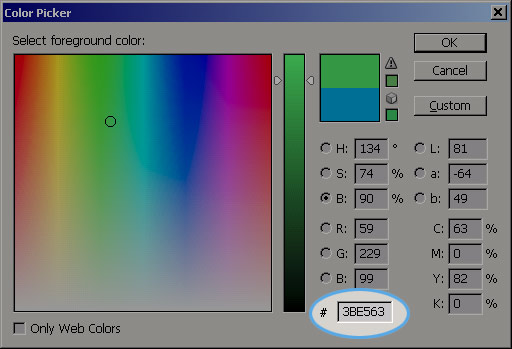 Color Picker
Select foreground color:
OK
Cancel
Custom
H: 134 °
S: 74 %
B: 90 %
R: 59
G: 229
B: 99
# 3BE563
L: 81
a: -64
b: 49
C: 63 %
M: 0 %
Y: 82 %
K: 0 %
Only Web Colors